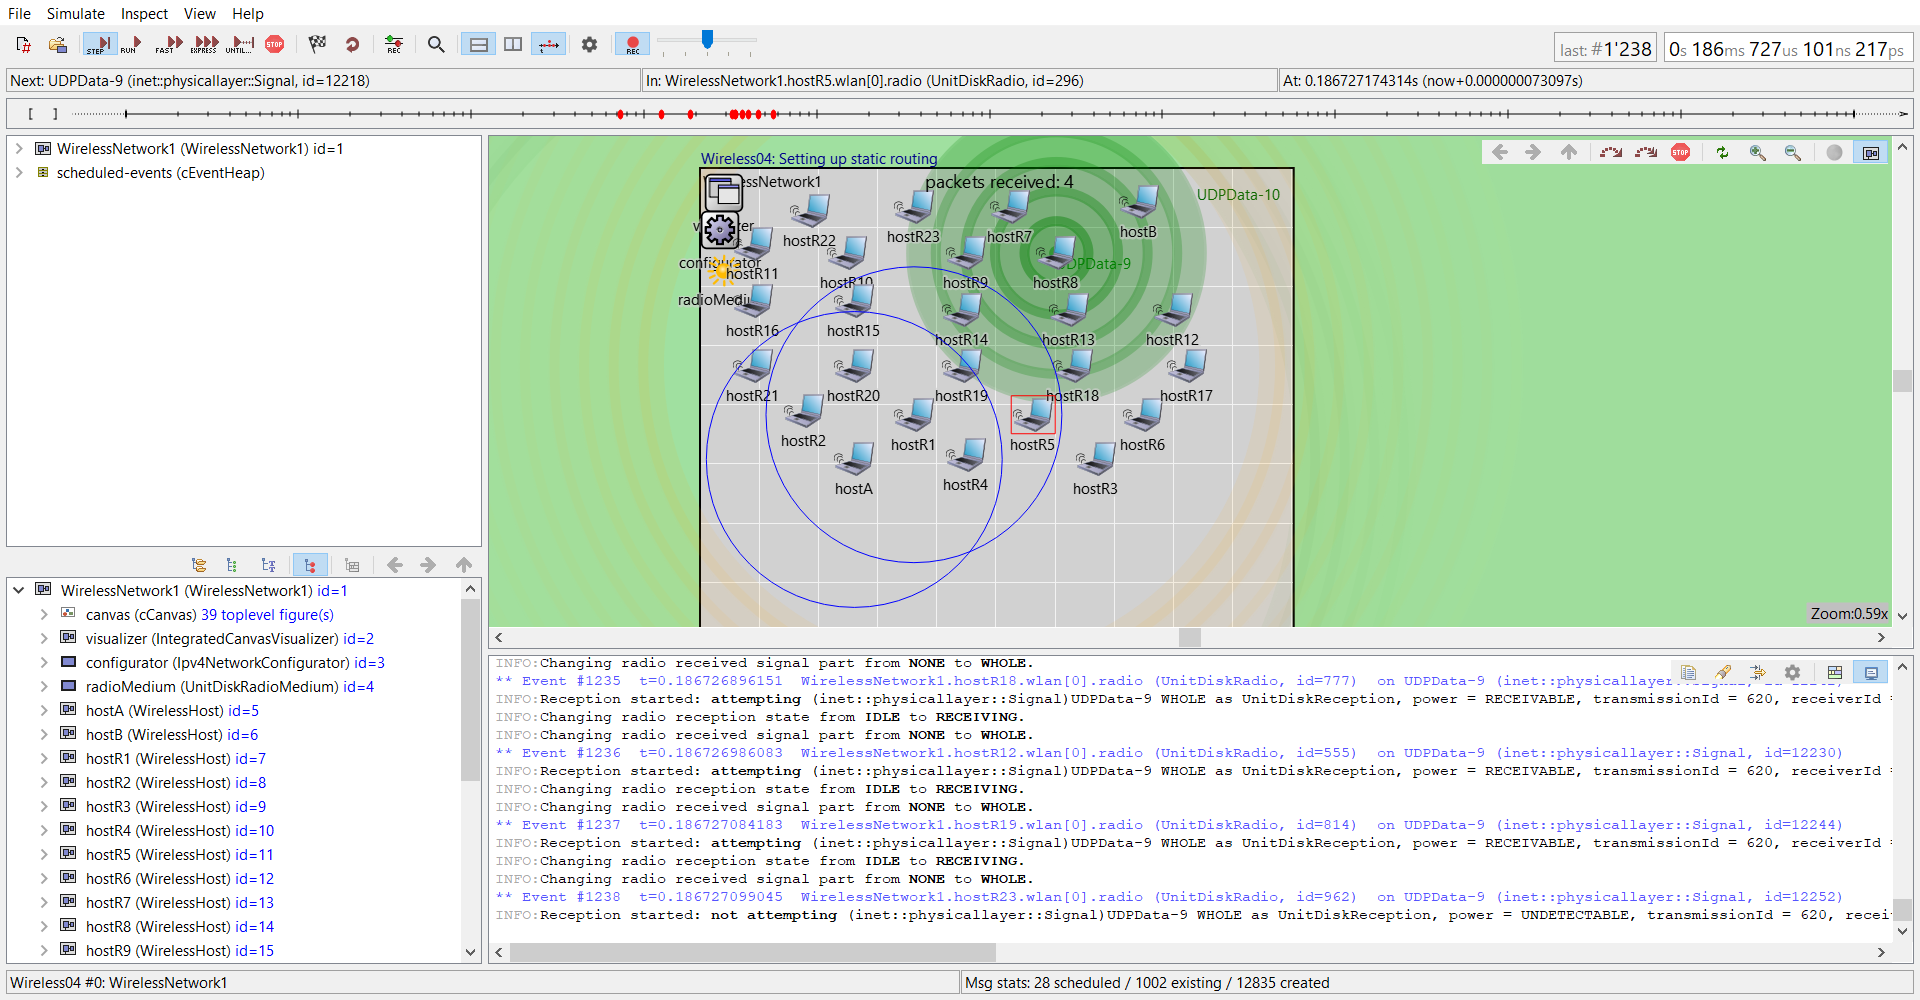 File Simulate Inspect View Help
STEP RUN FAST EXPRESS UNTIL... STOP REC REC
last: #1'238 0s 186ms 727us 101ns 217ps
Next: UDPData-9 (inet::physicallayer::Signal, id=12218) In: WirelessNetwork1.hostR5.wlan[0].radio (UnitDiskRadio, id=296) At: 0.186727174314s (now+0.000000073097s)
WirelessNetwork1 (WirelessNetwork1) id=1
scheduled-events (cEventHeap)
WirelessNetwork1 (WirelessNetwork1) id=1
canvas (cCanvas) 39 toplevel figure(s)
visualizer (IntegratedCanvasVisualizer) id=2
configurator (Ipv4NetworkConfigurator) id=3
radioMedium (UnitDiskRadioMedium) id=4
hostA (WirelessHost) id=5
hostB (WirelessHost) id=6
hostR1 (WirelessHost) id=7
hostR2 (WirelessHost) id=8
hostR3 (WirelessHost) id=9
hostR4 (WirelessHost) id=10
hostR5 (WirelessHost) id=11
hostR6 (WirelessHost) id=12
hostR7 (WirelessHost) id=13
hostR8 (WirelessHost) id=14
hostR9 (WirelessHost) id=15
Wireless04: Setting up static routing
packets received: 4
STOP
UDPData-10
hostR22 hostR23 hostR7 hostB
configurator hostR11 hostR10 hostR9 hostR8 UDPData-9
hostR16 hostR15 hostR14 hostR13 hostR12
hostR21 hostR20 hostR19 hostR18 hostR17
hostR2 hostR1 hostR5 hostR6
hostA hostR4 hostR3
Zoom:0.59x
INFO:Changing radio received signal part from NONE to WHOLE.
** Event #1235 t=0.186726896151 WirelessNetwork1.hostR18.wlan[0].radio (UnitDiskRadio, id=777) on UDPData-9 (inet::physicallayer::Signal,
INFO:Reception started: attempting (inet::physicallayer::Signal)UDPData-9 WHOLE as UnitDiskReception, power = RECEIVABLE, transmissionId = 620, receiverId =
INFO:Changing radio reception state from IDLE to RECEIVING.
INFO:Changing radio received signal part from NONE to WHOLE.
** Event #1236 t=0.186726986083 WirelessNetwork1.hostR12.wlan[0].radio (UnitDiskRadio, id=555) on UDPData-9 (inet::physicallayer::Signal, id=12230)
INFO:Reception started: attempting (inet::physicallayer::Signal)UDPData-9 WHOLE as UnitDiskReception, power = RECEIVABLE, transmissionId = 620, receiverId =
INFO:Changing radio reception state from IDLE to RECEIVING.
INFO:Changing radio received signal part from NONE to WHOLE.
** Event #1237 t=0.186727084183 WirelessNetwork1.hostR19.wlan[0].radio (UnitDiskRadio, id=814) on UDPData-9 (inet::physicallayer::Signal, id=12244)
INFO:Reception started: attempting (inet::physicallayer::Signal)UDPData-9 WHOLE as UnitDiskReception, power = RECEIVABLE, transmissionId = 620, receiverId =
INFO:Changing radio reception state from IDLE to RECEIVING.
INFO:Changing radio received signal part from NONE to WHOLE.
** Event #1238 t=0.186727099045 WirelessNetwork1.hostR23.wlan[0].radio (UnitDiskRadio, id=962) on UDPData-9 (inet::physicallayer::Signal, id=12252)
INFO:Reception started: not attempting (inet::physicallayer::Signal)UDPData-9 WHOLE as UnitDiskReception, power = UNDETECTABLE, transmissionId = 620, recei
Wireless04 #0: WirelessNetwork1 Msg stats: 28 scheduled / 1002 existing / 12835 created